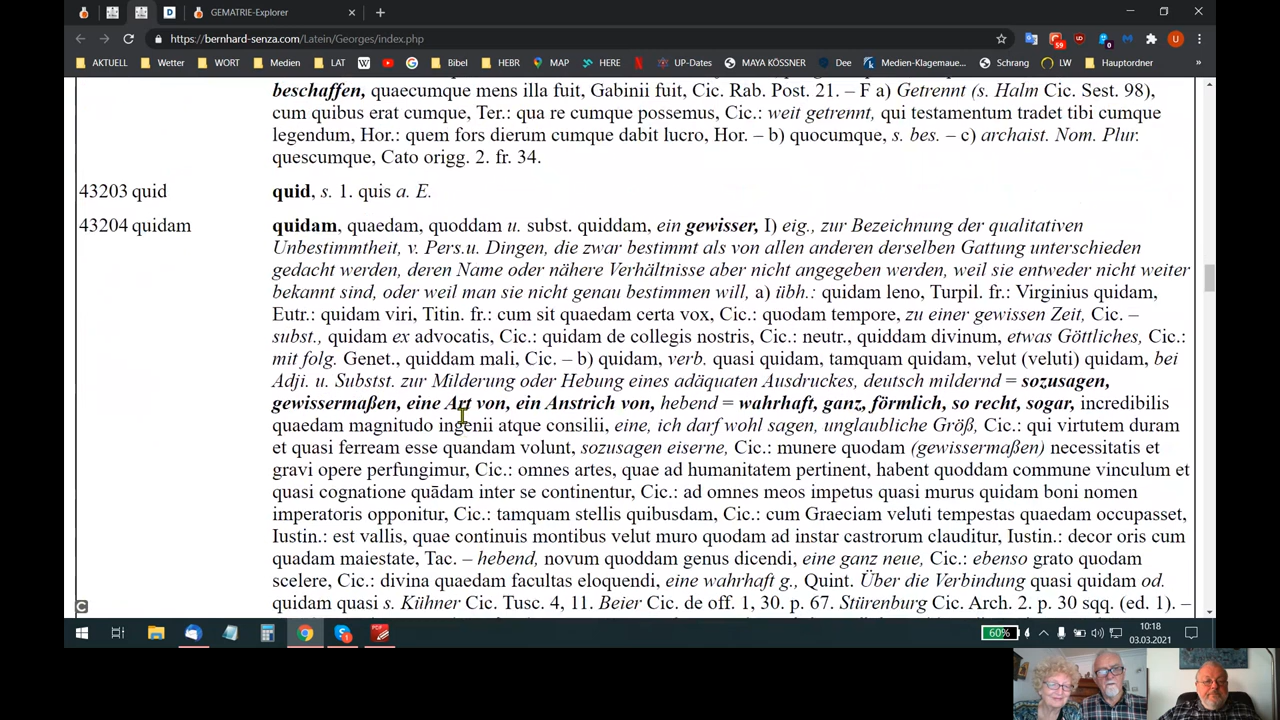 GEMATRIE-Explorer
https://bernhard-senza.com/Latein/Georges/index.php
AKTUELL Wetter WORT Medien LAT YouTube Bibel HEBR MAP HERE UP-Dates MAYA KÖSSNER Dee Medien-Klagemaue... Schrang LW Hauptordner
beschaffen, quaecumque mens illa fuit, Gabinii fuit, Cic. Rab. Post. 21. – F a) Getrennt (s. Halm Cic. Sest. 98),
cum quibus erat cumque, Ter.: qua re cumque possemus, Cic.: weit getrennt, qui testamentum tradet tibi cumque
legendum, Hor.: quem fors dierum cumque dabit lucro, Hor. – b) quocumque, s. bes. – c) archaist. Nom. Plur.
quescumque, Cato origg. 2. fr. 34.
43203 quid quid, s. 1. quis a. E.
43204 quidam quidam, quaedam, quoddam u. subst. quiddam, ein gewisser, I) eig., zur Bezeichnung der qualitativen
Unbestimmtheit, v. Pers.u. Dingen, die zwar bestimmt als von allen anderen derselben Gattung unterschieden
gedacht werden, deren Name oder nähere Verhältnisse aber nicht angegeben werden, weil sie entweder nicht weiter
bekannt sind, oder weil man sie nicht genau bestimmen will, a) übh.: quidam leno, Turpil. fr.: Virginius quidam,
Eutr.: quidam viri, Titin. fr.: cum sit quaedam certa vox, Cic.: quodam tempore, zu einer gewissen Zeit, Cic. –
subst., quidam ex advocatis, Cic.: quidam de collegis nostris, Cic.: neutr., quiddam divinum, etwas Göttliches, Cic.:
mit folg. Genet., quiddam mali, Cic. – b) quidam, verb. quasi quidam, tamquam quidam, velut (veluti) quidam, bei
Adji. u. Substst. zur Milderung oder Hebung eines adäquaten Ausdruckes, deutsch mildernd = sozusagen,
gewissermaßen, eine Art von, ein Anstrich von, hebend = wahrhaft, ganz, förmlich, so recht, sogar, incredibilis
quaedam magnitudo ingenii atque consilii, eine, ich darf wohl sagen, unglaubliche Größ, Cic.: qui virtutem duram
et quasi ferream esse quandam volunt, sozusagen eiserne, Cic.: munere quodam (gewissermaßen) necessitatis et
gravi opere perfungimur, Cic.: omnes artes, quae ad humanitatem pertinent, habent quoddam commune vinculum et
quasi cognatione quādam inter se continentur, Cic.: ad omnes meos impetus quasi murus quidam boni nomen
imperatoris opponitur, Cic.: tamquam stellis quibusdam, Cic.: cum Graeciam veluti tempestas quaedam occupasset,
Iustin.: est vallis, quae continuis montibus velut muro quodam ad instar castrorum clauditur, Iustin.: decor oris cum
quadam maiestate, Tac. – hebend, novum quoddam genus dicendi, eine ganz neue, Cic.: ebenso grato quodam
scelere, Cic.: divina quaedam facultas eloquendi, eine wahrhaft g., Quint. Über die Verbindung quasi quidam od.
quidam quasi s. Kühner Cic. Tusc. 4, 11. Beier Cic. de off. 1, 30. p. 67. Stürenburg Cic. Arch. 2. p. 30 sqq. (ed. 1). –
60%
10:18
03.03.2021